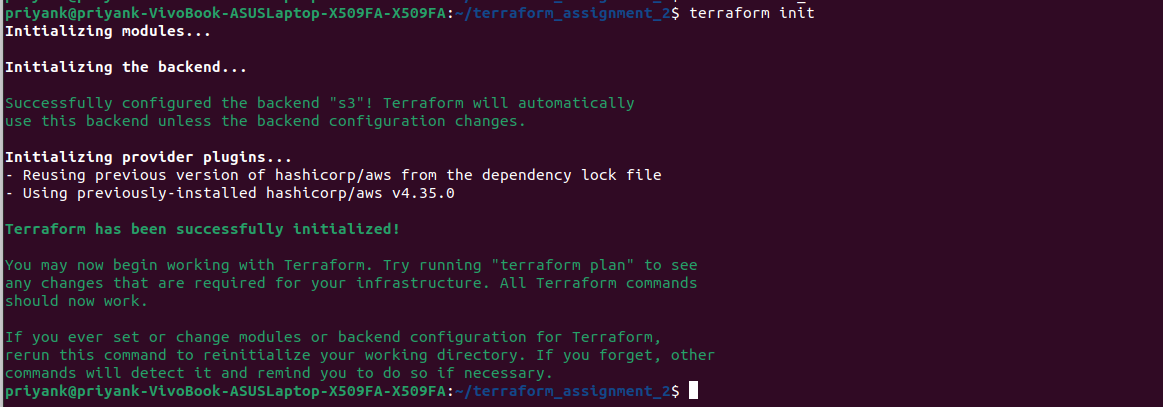 priyank@priyank-VivoBook-ASUSLaptop-X509FA-X509FA:~/terraform_assignment_2$ terraform init
Initializing modules...
Initializing the backend...
Successfully configured the backend "s3"! Terraform will automatically
use this backend unless the backend configuration changes.
Initializing provider plugins...
- Reusing previous version of hashicorp/aws from the dependency lock file
- Using previously-installed hashicorp/aws v4.35.0
Terraform has been successfully initialized!
You may now begin working with Terraform. Try running "terraform plan" to see
any changes that are required for your infrastructure. All Terraform commands
should now work.
If you ever set or change modules or backend configuration for Terraform,
rerun this command to reinitialize your working directory. If you forget, other
commands will detect it and remind you to do so if necessary.
priyank@priyank-VivoBook-ASUSLaptop-X509FA-X509FA:~/terraform_assignment_2$